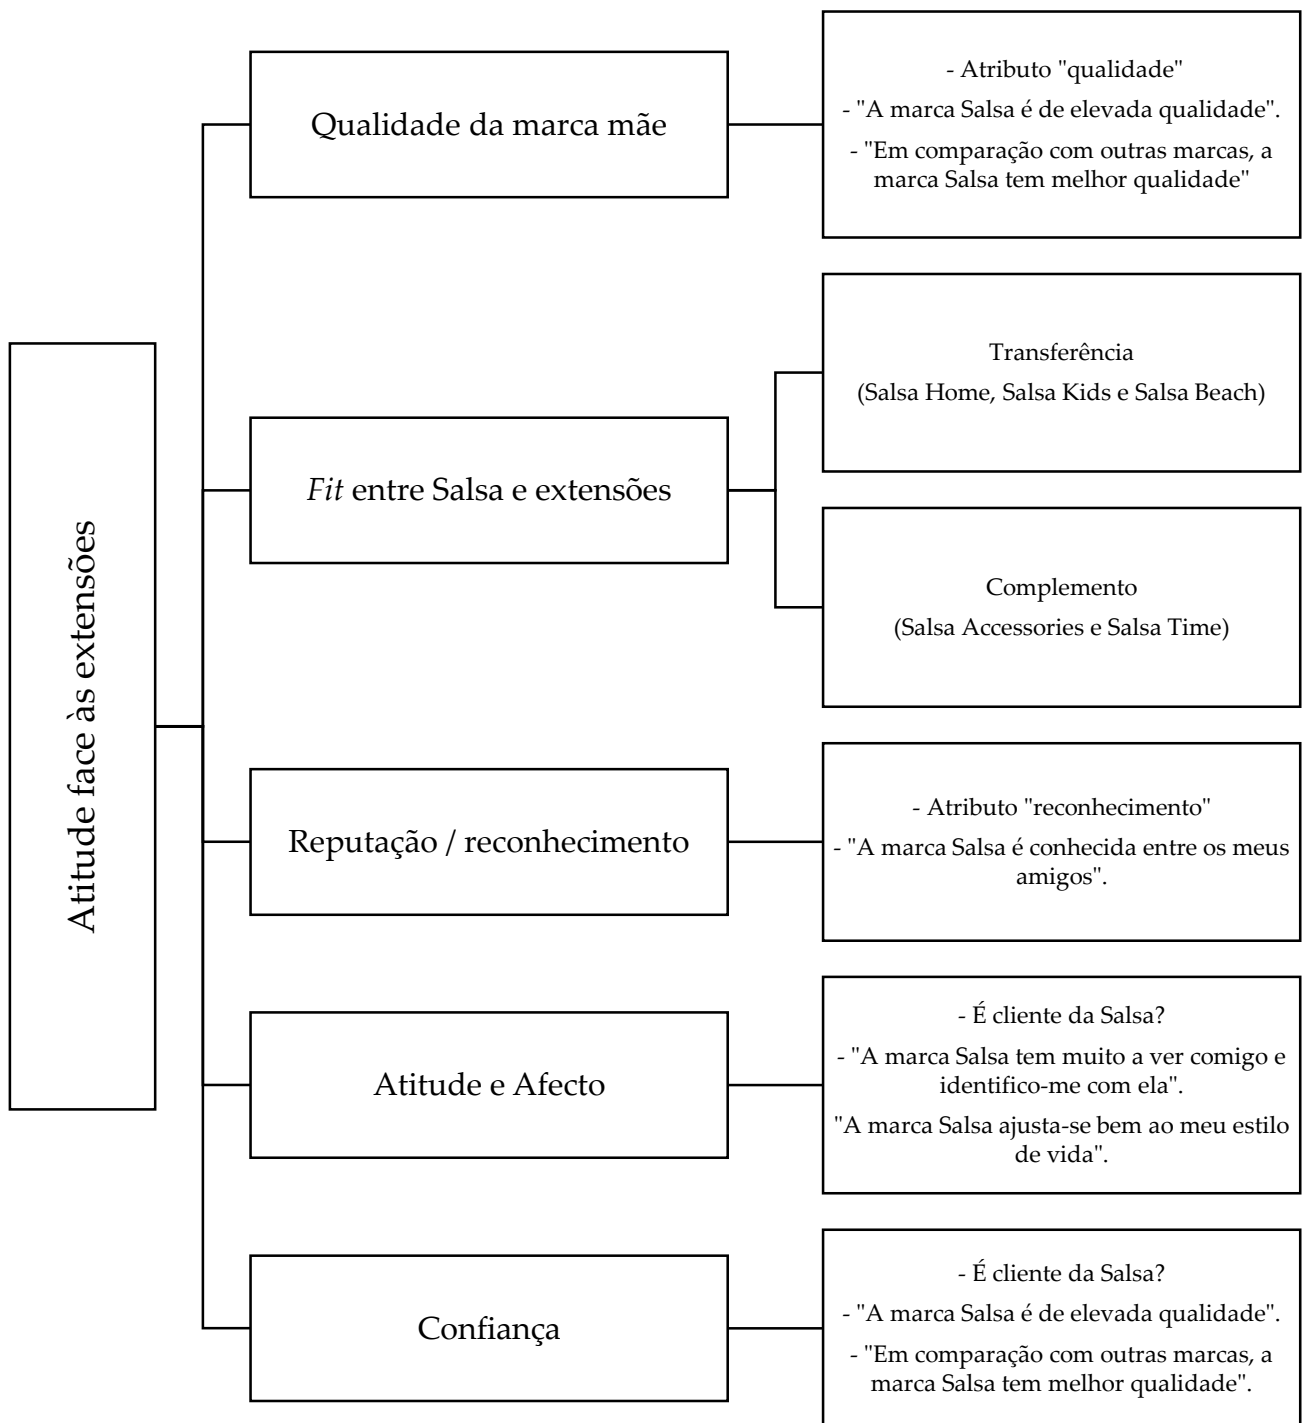 Atitude face às extensões
Qualidade da marca mãe
- Atributo "qualidade"
- "A marca Salsa é de elevada qualidade".
- "Em comparação com outras marcas, a
marca Salsa tem melhor qualidade"
Fit entre Salsa e extensões
Transferência
(Salsa Home, Salsa Kids e Salsa Beach)
Complemento
(Salsa Accessories e Salsa Time)
Reputação / reconhecimento
- Atributo "reconhecimento"
- "A marca Salsa é conhecida entre os meus
amigos".
Atitude e Afecto
- É cliente da Salsa?
- "A marca Salsa tem muito a ver comigo e
identifico-me com ela".
"A marca Salsa ajusta-se bem ao meu estilo
de vida".
Confiança
- É cliente da Salsa?
- "A marca Salsa é de elevada qualidade".
- "Em comparação com outras marcas, a
marca Salsa tem melhor qualidade".